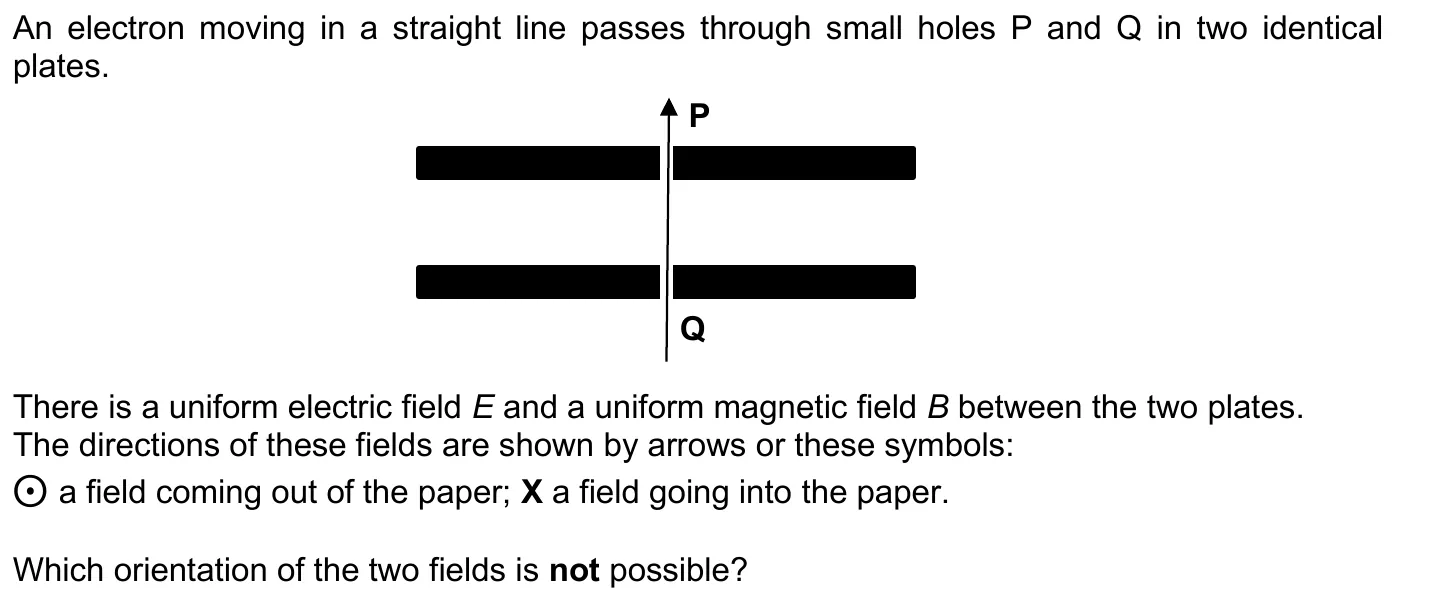 An electron moving in a straight line passes through small holes P and Q in two identical
plates.
P
Q
There is a uniform electric field E and a uniform magnetic field B between the two plates.
The directions of these fields are shown by arrows or these symbols:
⊙ a field coming out of the paper; X a field going into the paper.
Which orientation of the two fields is not possible?